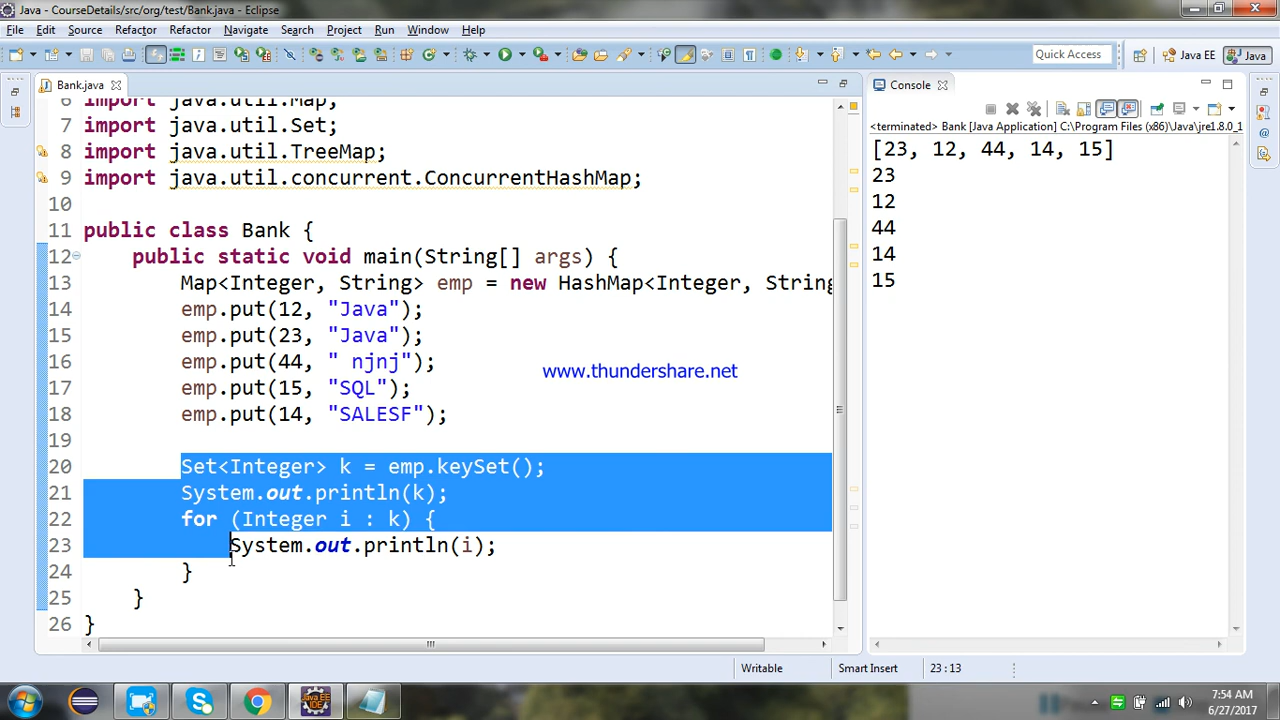 Java - CourseDetails/src/org/test/Bank.java - Eclipse
File Edit Source Refactor Refactor Navigate Search Project Run Window Help
Quick Access Java EE Java
Bank.java
6 import java.util.Map;
7 import java.util.Set;
8 import java.util.TreeMap;
9 import java.util.concurrent.ConcurrentHashMap;
10
11 public class Bank {
12 public static void main(String[] args) {
13 Map<Integer, String> emp = new HashMap<Integer, String
14 emp.put(12, "Java");
15 emp.put(23, "Java");
16 emp.put(44, " njnj");
17 emp.put(15, "SQL");
18 emp.put(14, "SALESF");
19
20 Set<Integer> k = emp.keySet();
21 System.out.println(k);
22 for (Integer i : k) {
23 System.out.println(i);
24 }
25 }
26 }
www.thundershare.net
Console
<terminated> Bank [Java Application] C:\Program Files (x86)\Java\jre1.8.0_1
[23, 12, 44, 14, 15]
23
12
44
14
15
Writable Smart Insert 23 : 13
7:54 AM
6/27/2017